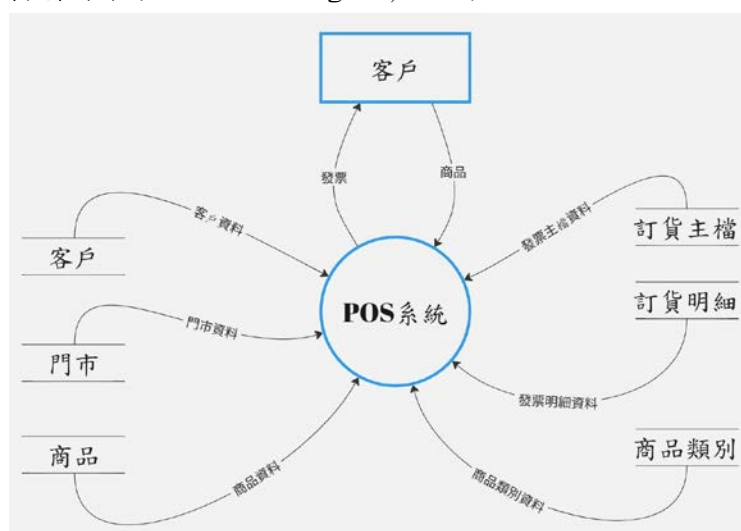 客戶
發票
商品
客戶資料
發票主檔資料
客戶
訂貨主檔
POS系統
門市資料
訂貨明細
門市
發票明細資料
商品
商品類別
商品資料
商品類別資料